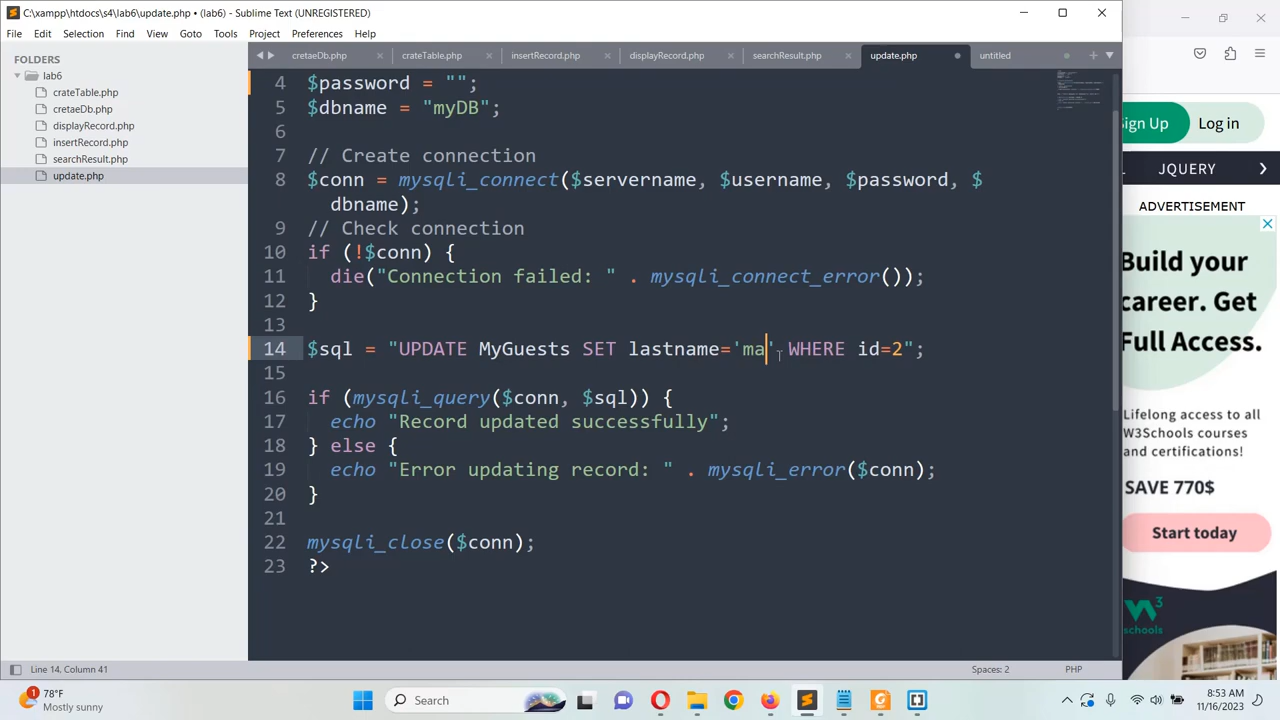 C:\xampp\htdocs\s4\lab6\update.php • (lab6) - Sublime Text (UNREGISTERED)
File Edit Selection Find View Goto Tools Project Preferences Help
FOLDERS
lab6
crateTable.php
cretaeDb.php
displayRecord.php
insertRecord.php
searchResult.php
update.php
cretaeDb.php crateTable.php insertRecord.php displayRecord.php searchResult.php update.php untitled
4 $password = "";
5 $dbname = "myDB";
6
7 // Create connection
8 $conn = mysqli_connect($servername, $username, $password, $
dbname);
9 // Check connection
10 if (!$conn) {
11 die("Connection failed: " . mysqli_connect_error());
12 }
13
14 $sql = "UPDATE MyGuests SET lastname='ma' WHERE id=2";
15
16 if (mysqli_query($conn, $sql)) {
17 echo "Record updated successfully";
18 } else {
19 echo "Error updating record: " . mysqli_error($conn);
20 }
21
22 mysqli_close($conn);
23 ?>
Line 14, Column 41
Spaces: 2 PHP
Sign Up Log in
JQUERY
ADVERTISEMENT
Build your
career. Get
Full Access.
Lifelong access to all
W3Schools courses
and certifications!
SAVE 770$
Start today
W3
schools
1
78°F
Mostly sunny
Search
8:53 AM
11/16/2023